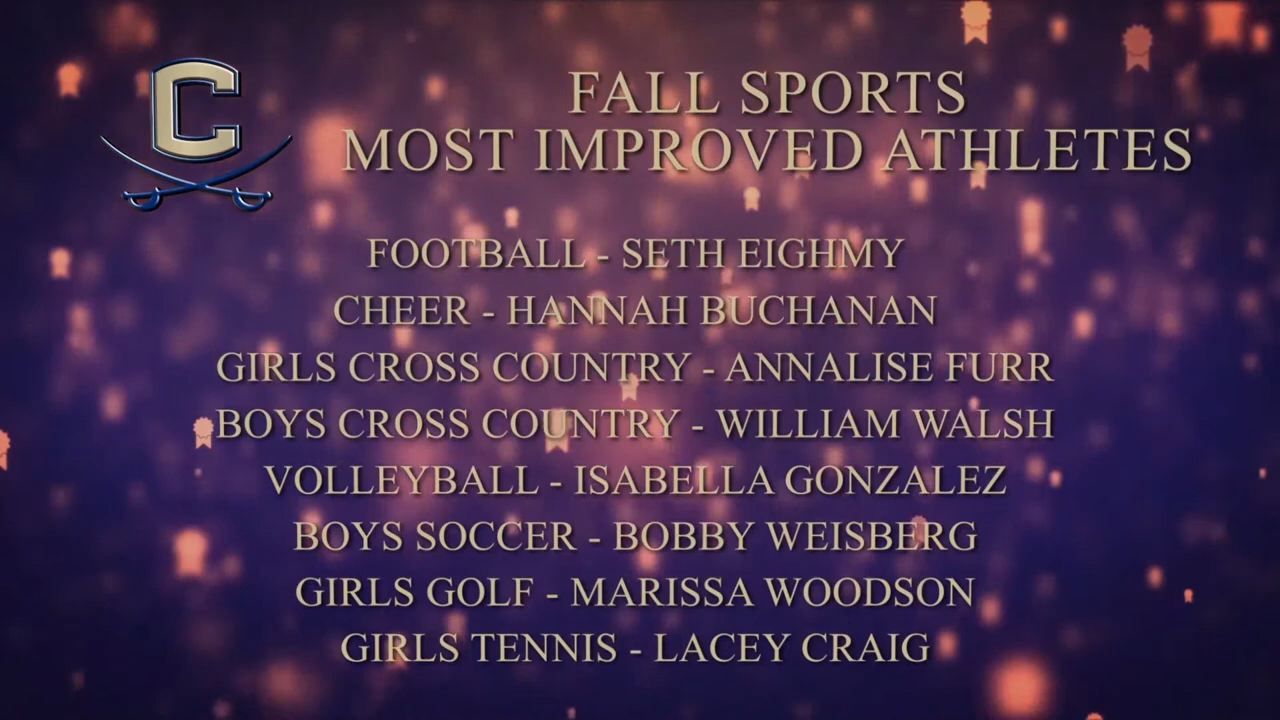 C
FALL SPORTS
MOST IMPROVED ATHLETES
FOOTBALL - SETH EIGHMY
CHEER - HANNAH BUCHANAN
GIRLS CROSS COUNTRY - ANNALISE FURR
BOYS CROSS COUNTRY - WILLIAM WALSH
VOLLEYBALL - ISABELLA GONZALEZ
BOYS SOCCER - BOBBY WEISBERG
GIRLS GOLF - MARISSA WOODSON
GIRLS TENNIS - LACEY CRAIG